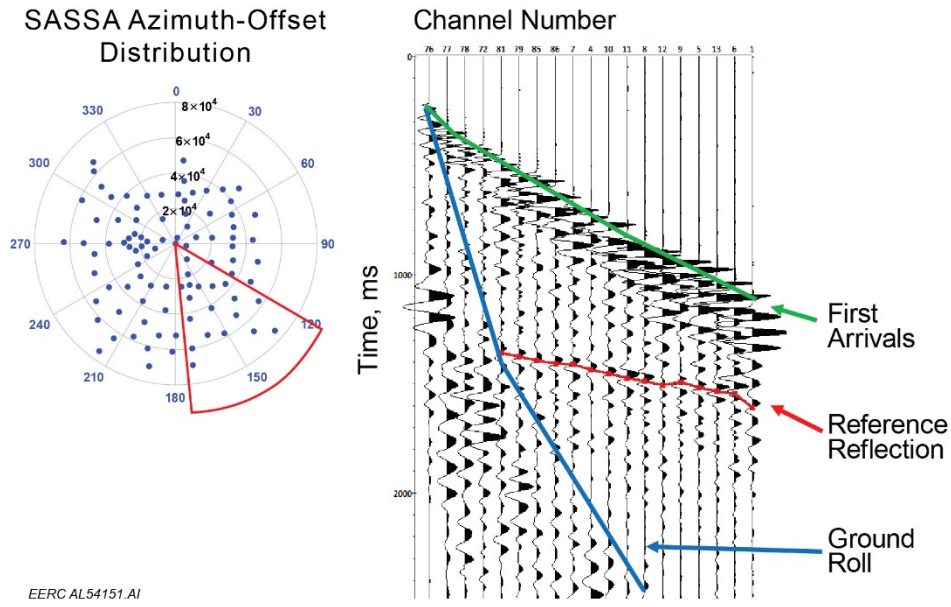 SASSA Azimuth-Offset
Distribution
0
30
60
90
120
150
180
210
240
270
300
330
8×10⁴
6×10⁴
4×10⁴
2×10⁴
Channel Number
76 77 78 72 81 79 85 86 7 4 10 11 8 12 9 5 13 6 1
Time, ms
0
1000
2000
First
Arrivals
Reference
Reflection
Ground
Roll
EERC AL54151.AI